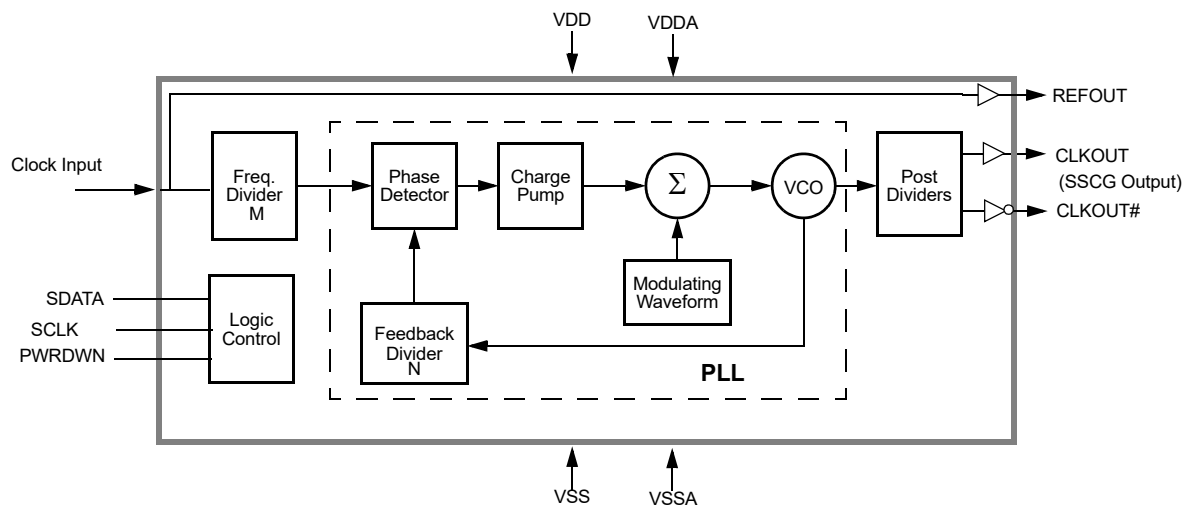 VDD
VDDA
REFOUT
Clock Input
Freq.
Divider
M
Phase
Detector
Charge
Pump
Σ
VCO
Post
Dividers
CLKOUT
(SSCG Output)
CLKOUT#
Modulating
Waveform
SDATA
SCLK
PWRDWN
Logic
Control
Feedback
Divider
N
PLL
VSS
VSSA